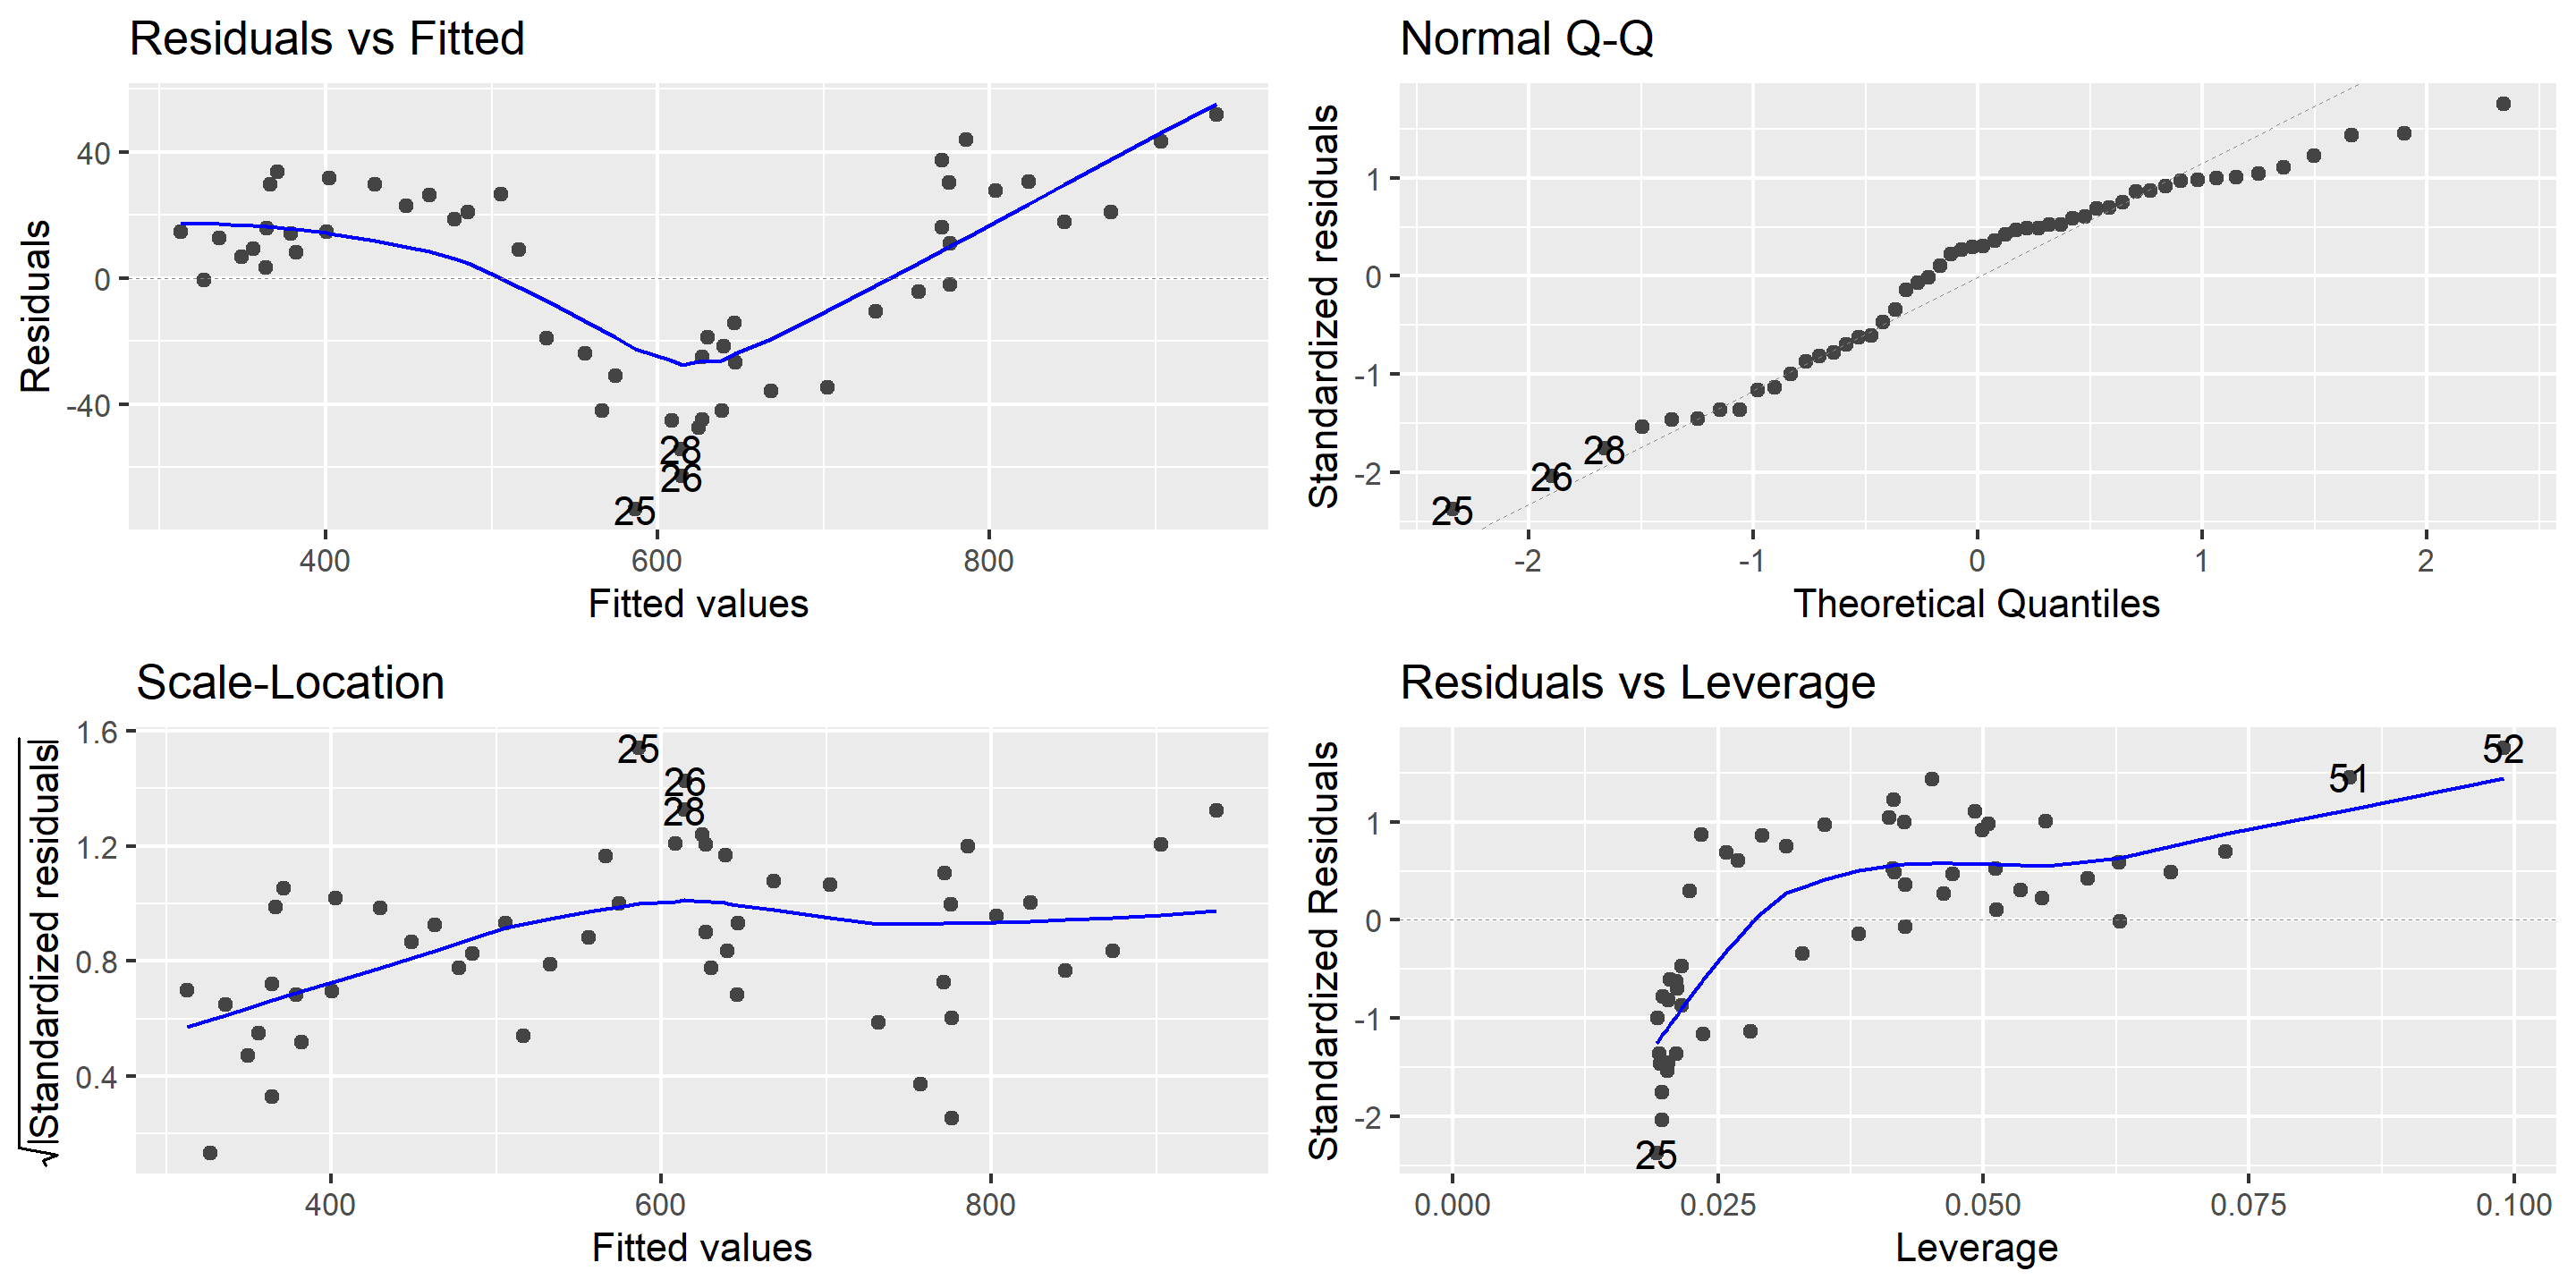 Residuals vs Fitted
Residuals
40
0
-40
28
26
25
400 600 800
Fitted values
Normal Q-Q
Standardized residuals
1
0
-1
-2
28
26
25
-2 -1 0 1 2
Theoretical Quantiles
Scale-Location
√|Standardized residuals|
1.6
1.2
0.8
0.4
25
26
28
400 600 800
Fitted values
Residuals vs Leverage
Standardized Residuals
1
0
-1
-2
52
51
25
0.000 0.025 0.050 0.075 0.100
Leverage